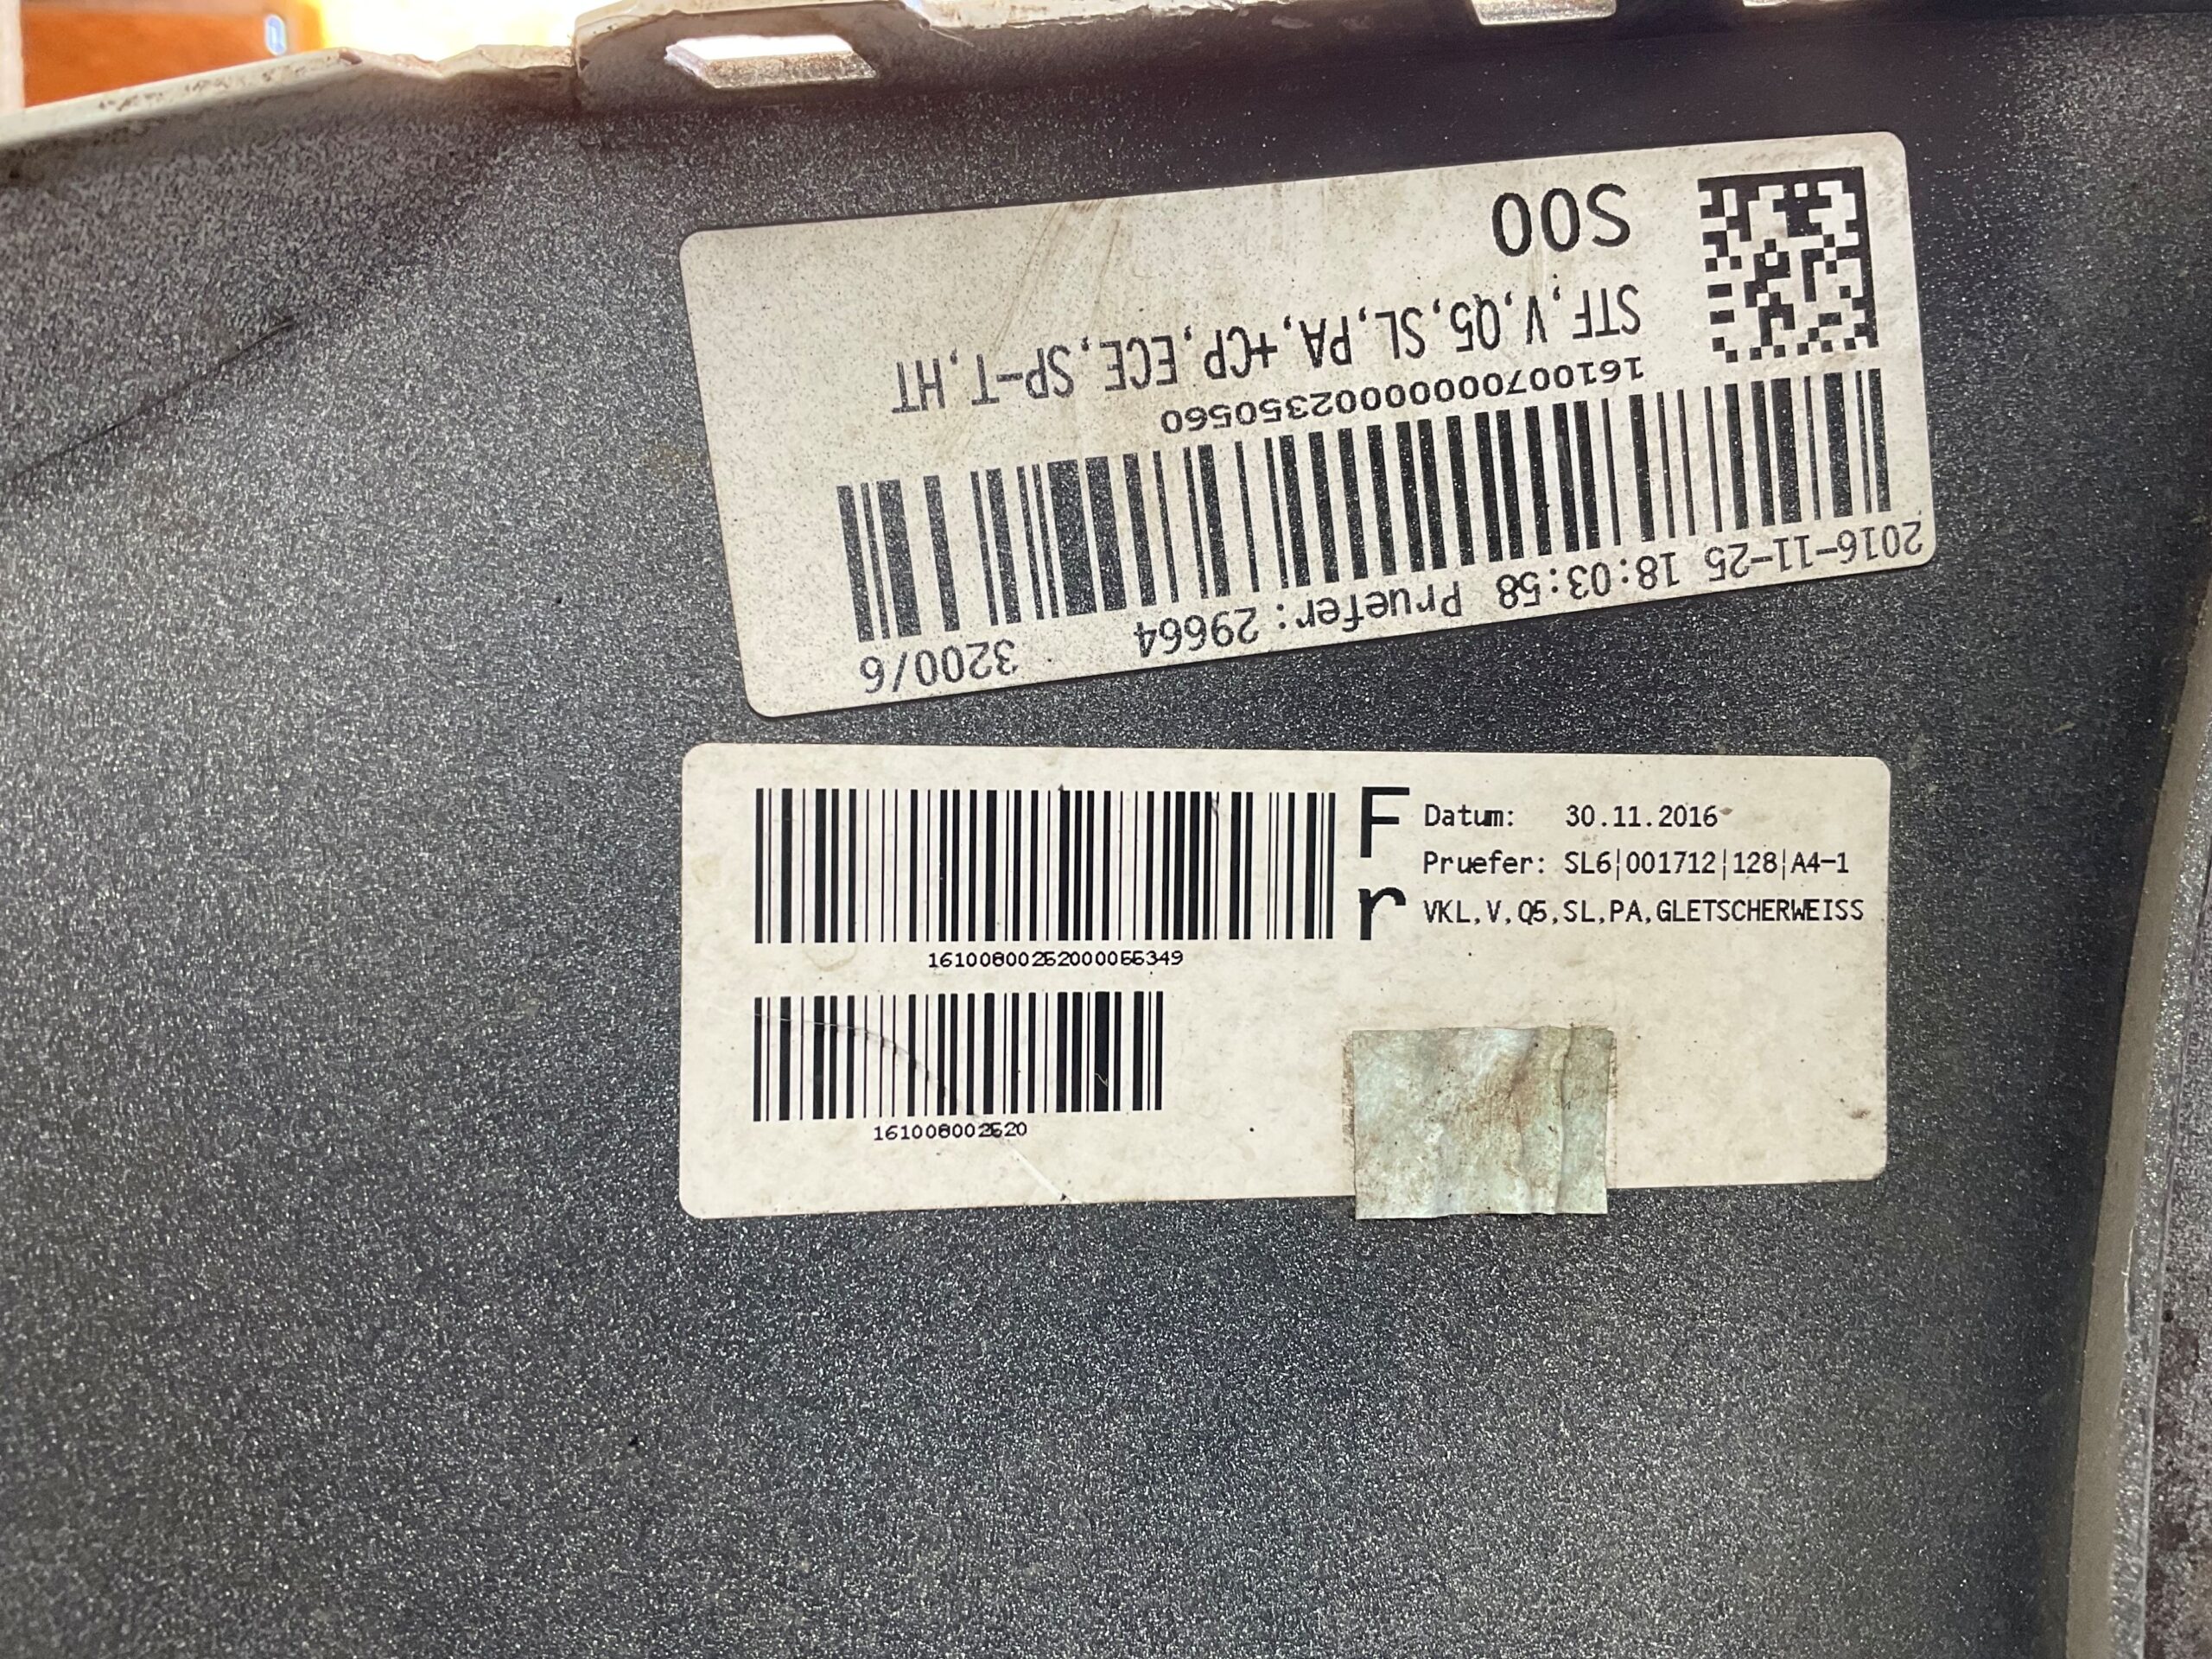 S00
STF,V,Q5,SL,PA,+CP,ECE,SP-T,HT
1610070000002350560
2016-11-25 18:03:58 Pruefer:29664 3200/6
Fr
Datum: 30.11.2016
Pruefer: SL6|001712|128|A4-1
VKL,V,Q5,SL,PA,GLETSCHERWEISS